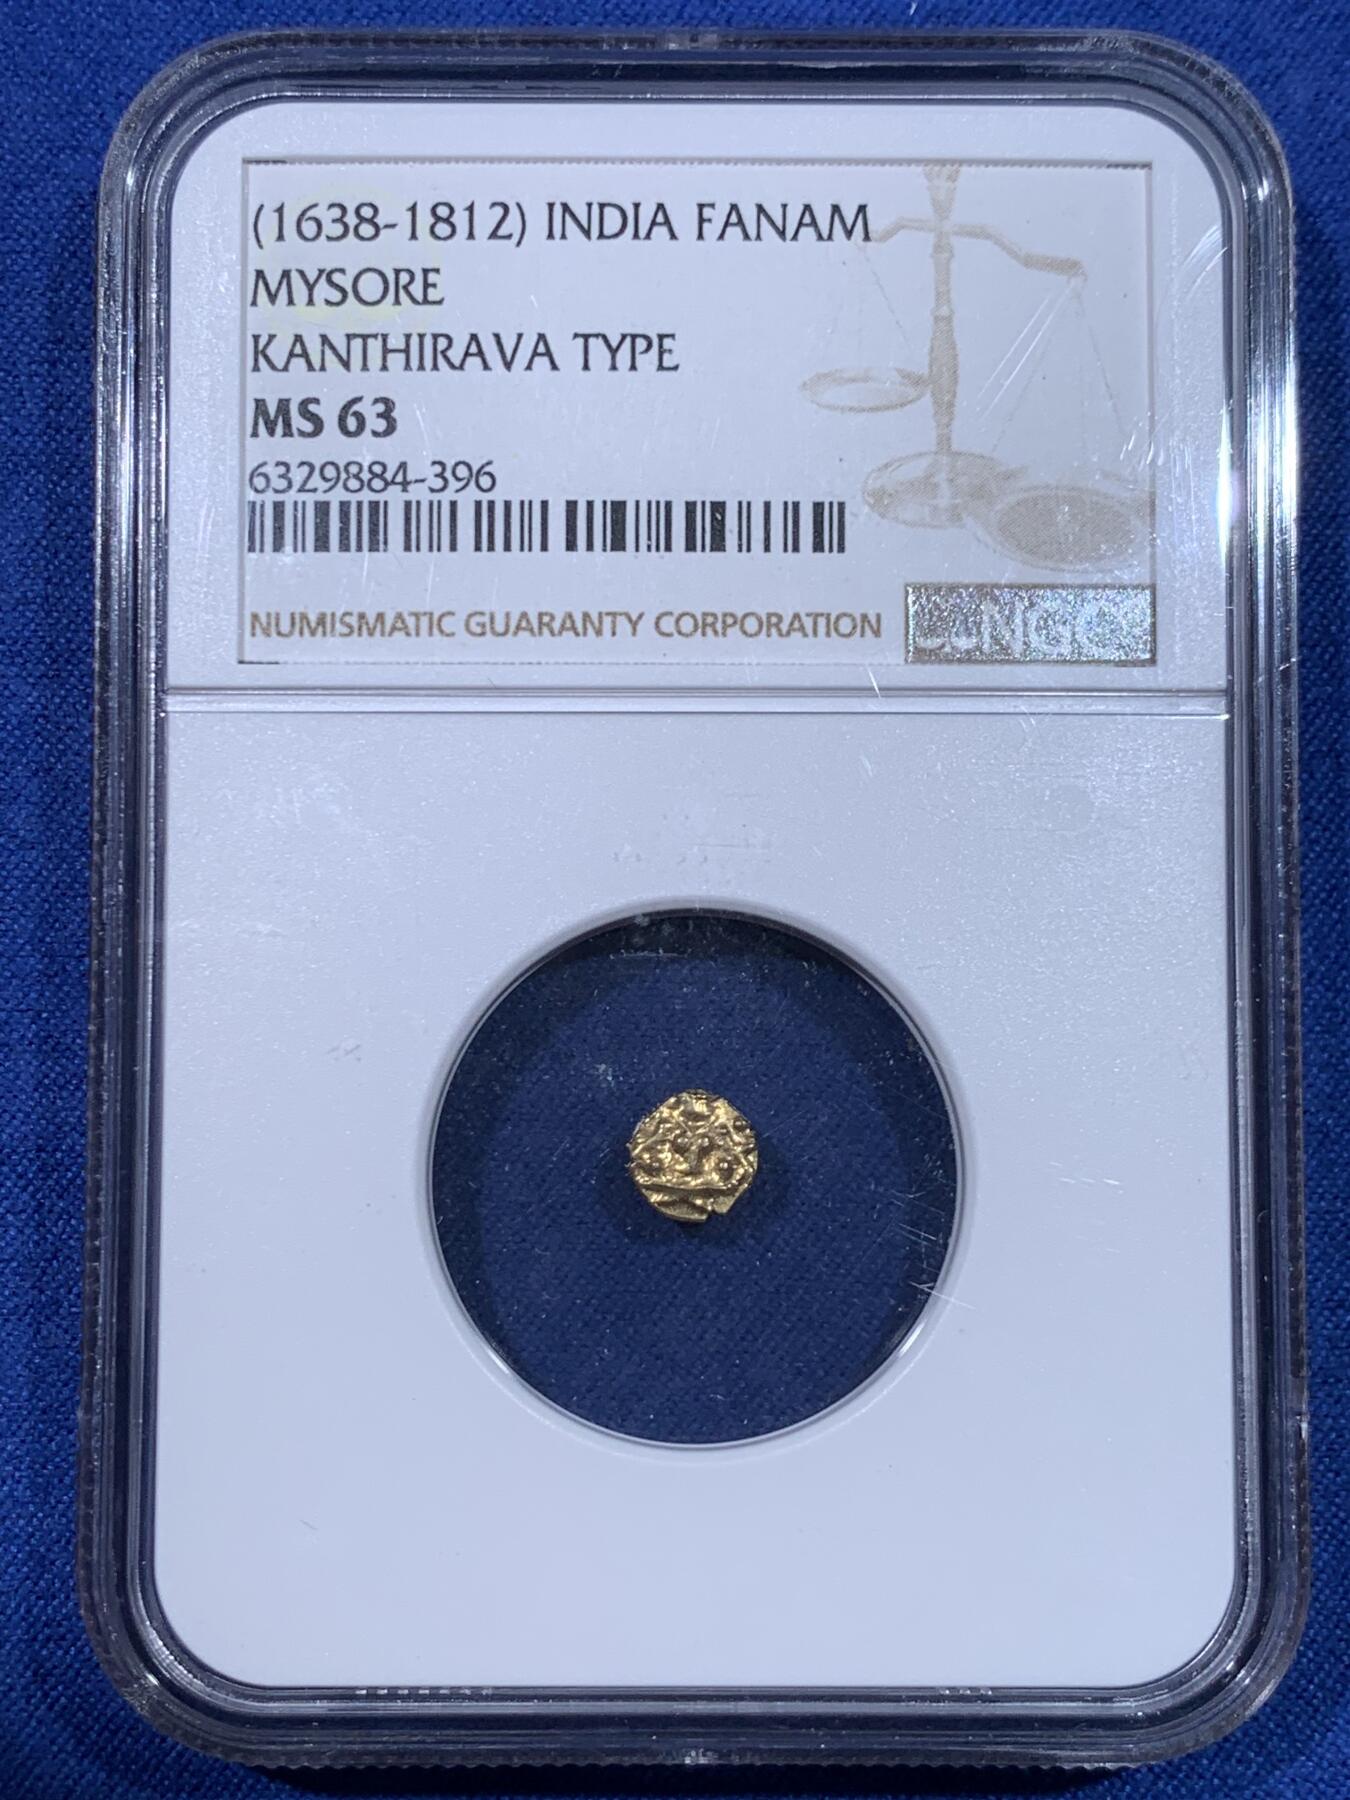 (1638-1812) INDIA FANAM
MYSORE
KANTHIRAVA TYPE
MS 63
6329884-396
NUMISMATIC GUARANTY CORPORATION
NGC